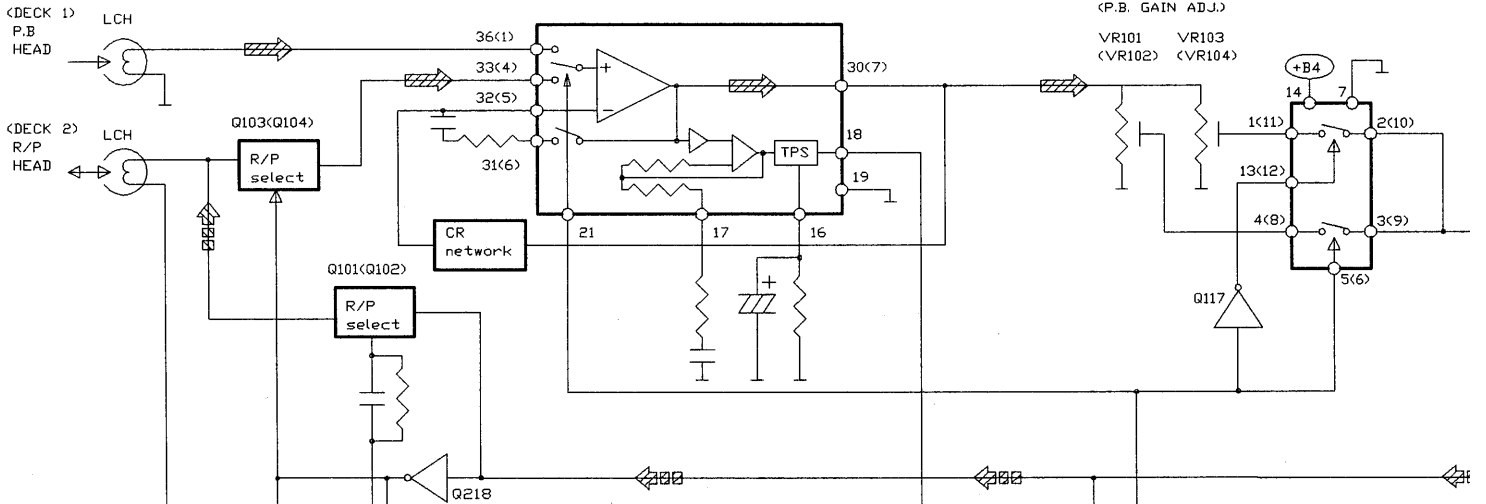 (DECK 1)
P.B
HEAD
LCH
36(1)
33(4)
32(5)
31(6)
30(7)
18
19
TPS
21
17
16
(P.B. GAIN ADJ.)
VR101 VR103
(VR102) (VR104)
+B4
14
7
1(11)
2(10)
13(12)
4(8)
3(9)
5(6)
Q117
(DECK 2)
R/P
HEAD
LCH
Q103(Q104)
R/P
select
CR
network
Q101(Q102)
R/P
select
Q218
+
−
+